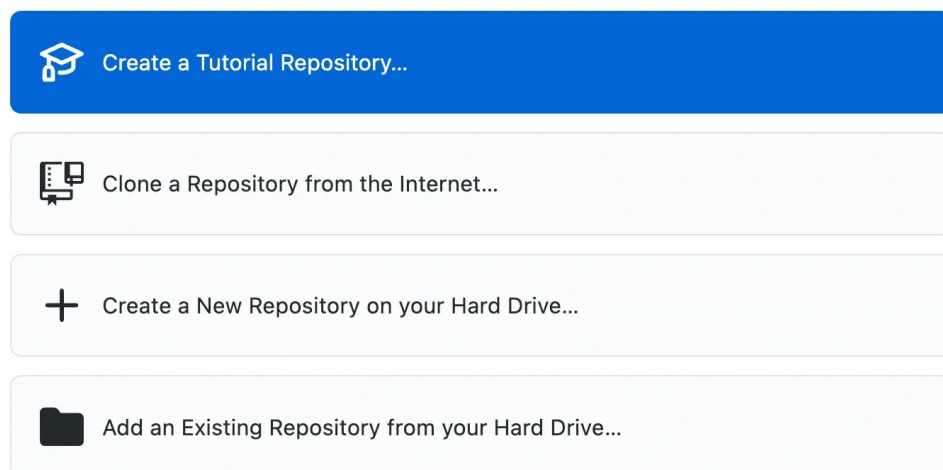 Create a Tutorial Repository...
Clone a Repository from the Internet...
Create a New Repository on your Hard Drive...
Add an Existing Repository from your Hard Drive...